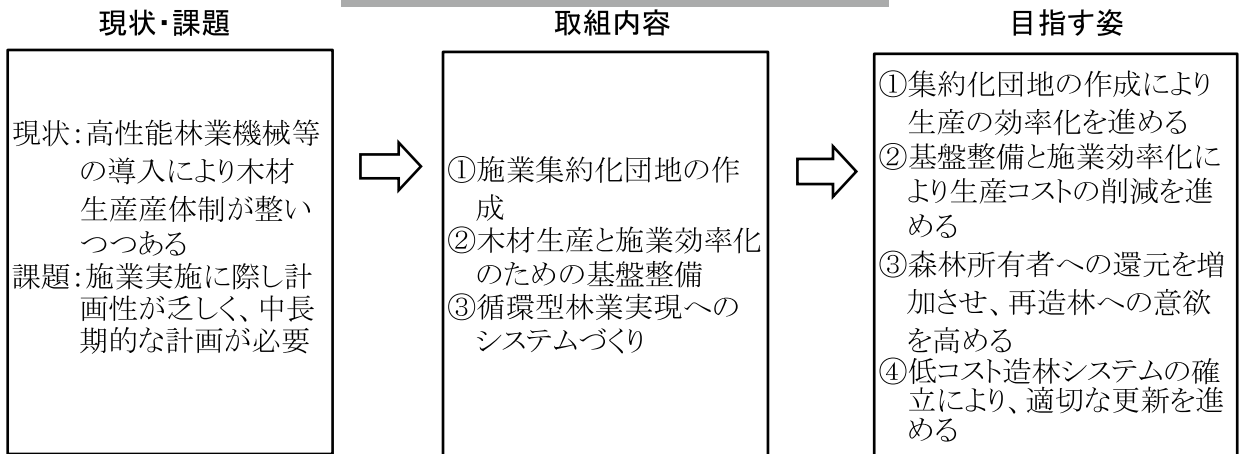 現状・課題
現状：高性能林業機械等
の導入により木材
生産産体制が整い
つつある
課題：施業実施に際し計
画性が乏しく、中長
期的な計画が必要
取組内容
①施業集約化団地の作
成
②木材生産と施業効率化
のための基盤整備
③循環型林業実現への
システムづくり
目指す姿
①集約化団地の作成により
生産の効率化を進める
②基盤整備と施業効率化に
より生産コストの削減を進
める
③森林所有者への還元を増
加させ、再造林への意欲
を高める
④低コスト造林システムの確
立により、適切な更新を進
める